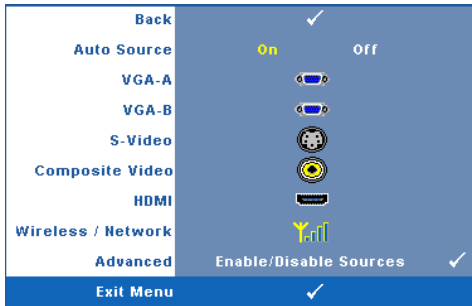 Back
Auto Source On Off
VGA-A
VGA-B
S-Video
Composite Video
HDMI
Wireless / Network
Advanced Enable/Disable Sources
Exit Menu